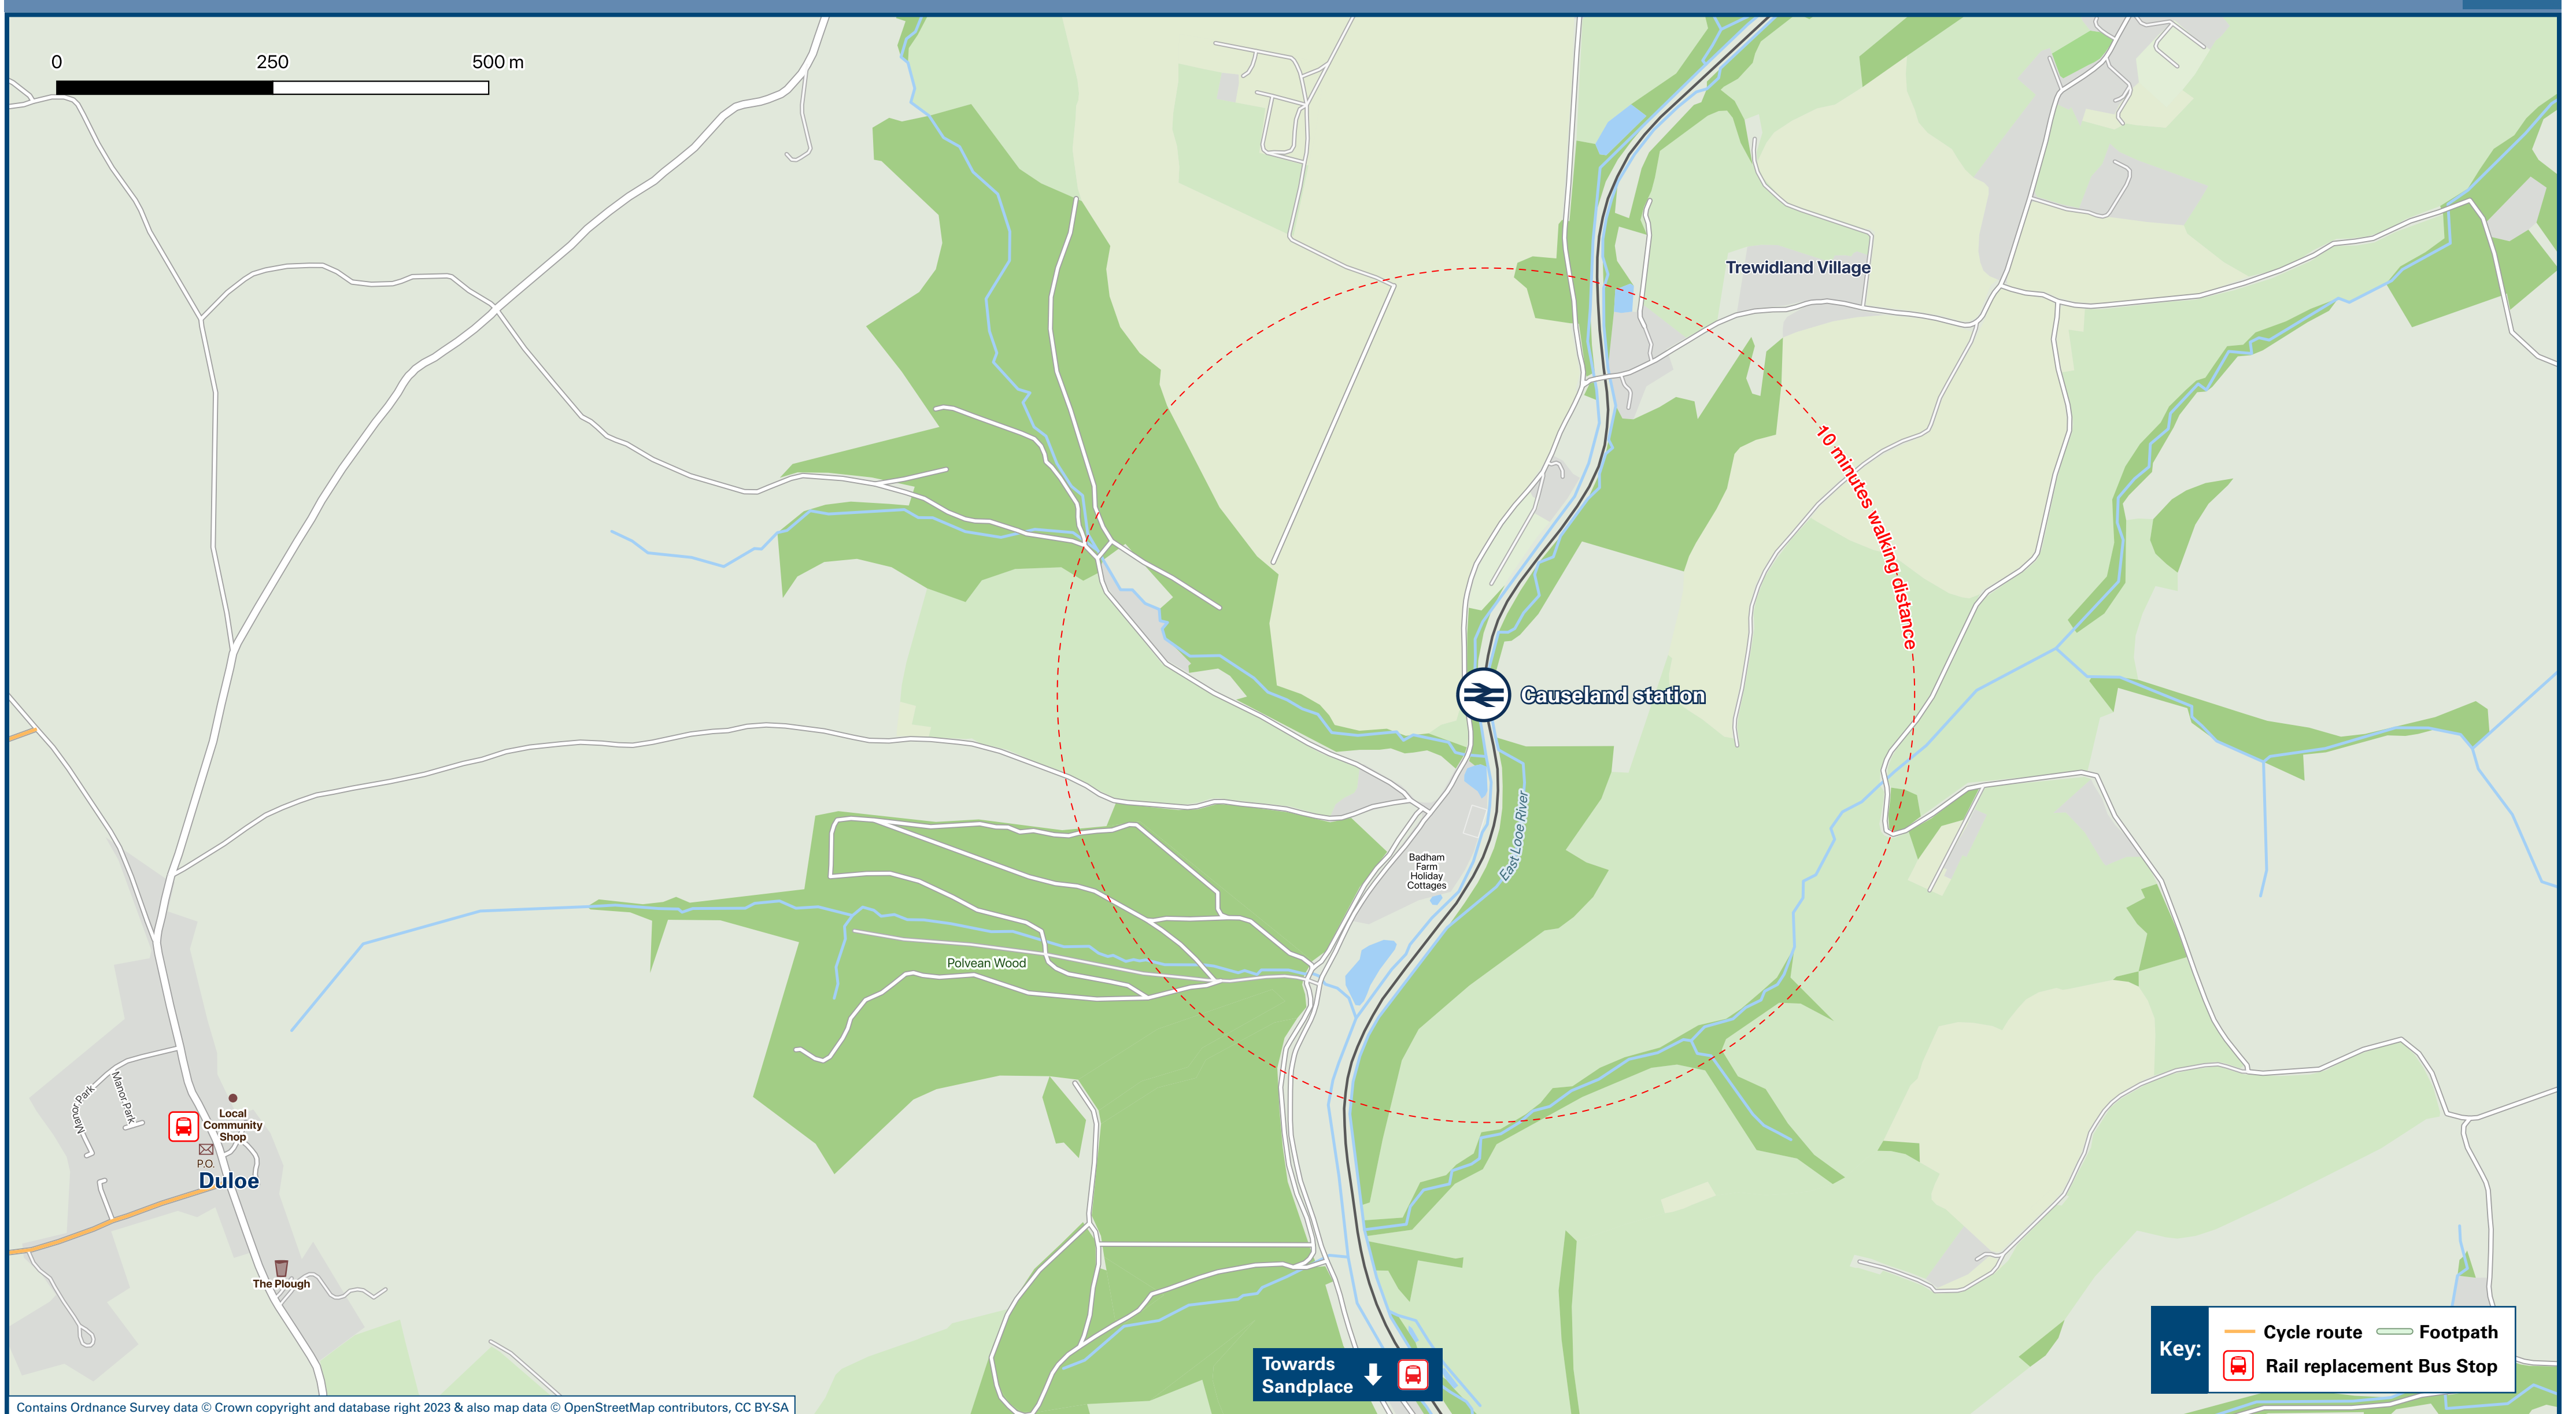 0 250 500 m
Trewidland Village
10 minutes walking distance
Causeland station
East Looe River
Badham
Farm
Holiday
Cottages
Polvean Wood
Manor Park
Manor Park
Local
Community
Shop
P.O.
Duloe
The Plough
Towards
Sandplace
Key:
Cycle route
Footpath
Rail replacement Bus Stop
Contains Ordnance Survey data © Crown copyright and database right 2023 & also map data © OpenStreetMap contributors, CC BY-SA